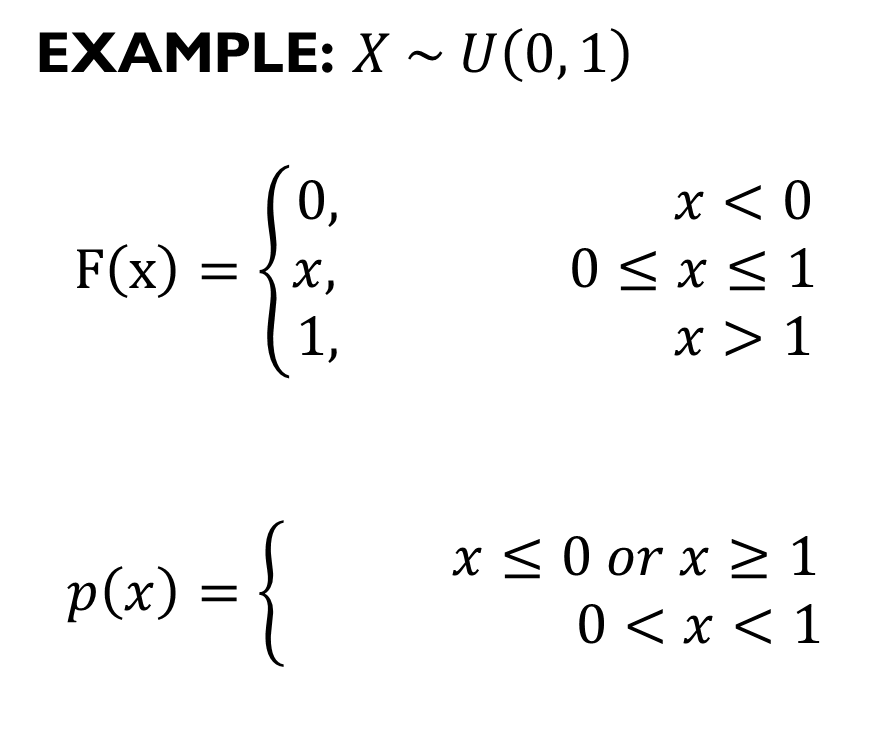 EXAMPLE: X ~ U(0, 1)
F(x) = { 0, x < 0
x, 0 ≤ x ≤ 1
1, x > 1
p(x) = { x ≤ 0 or x ≥ 1
0 < x < 1